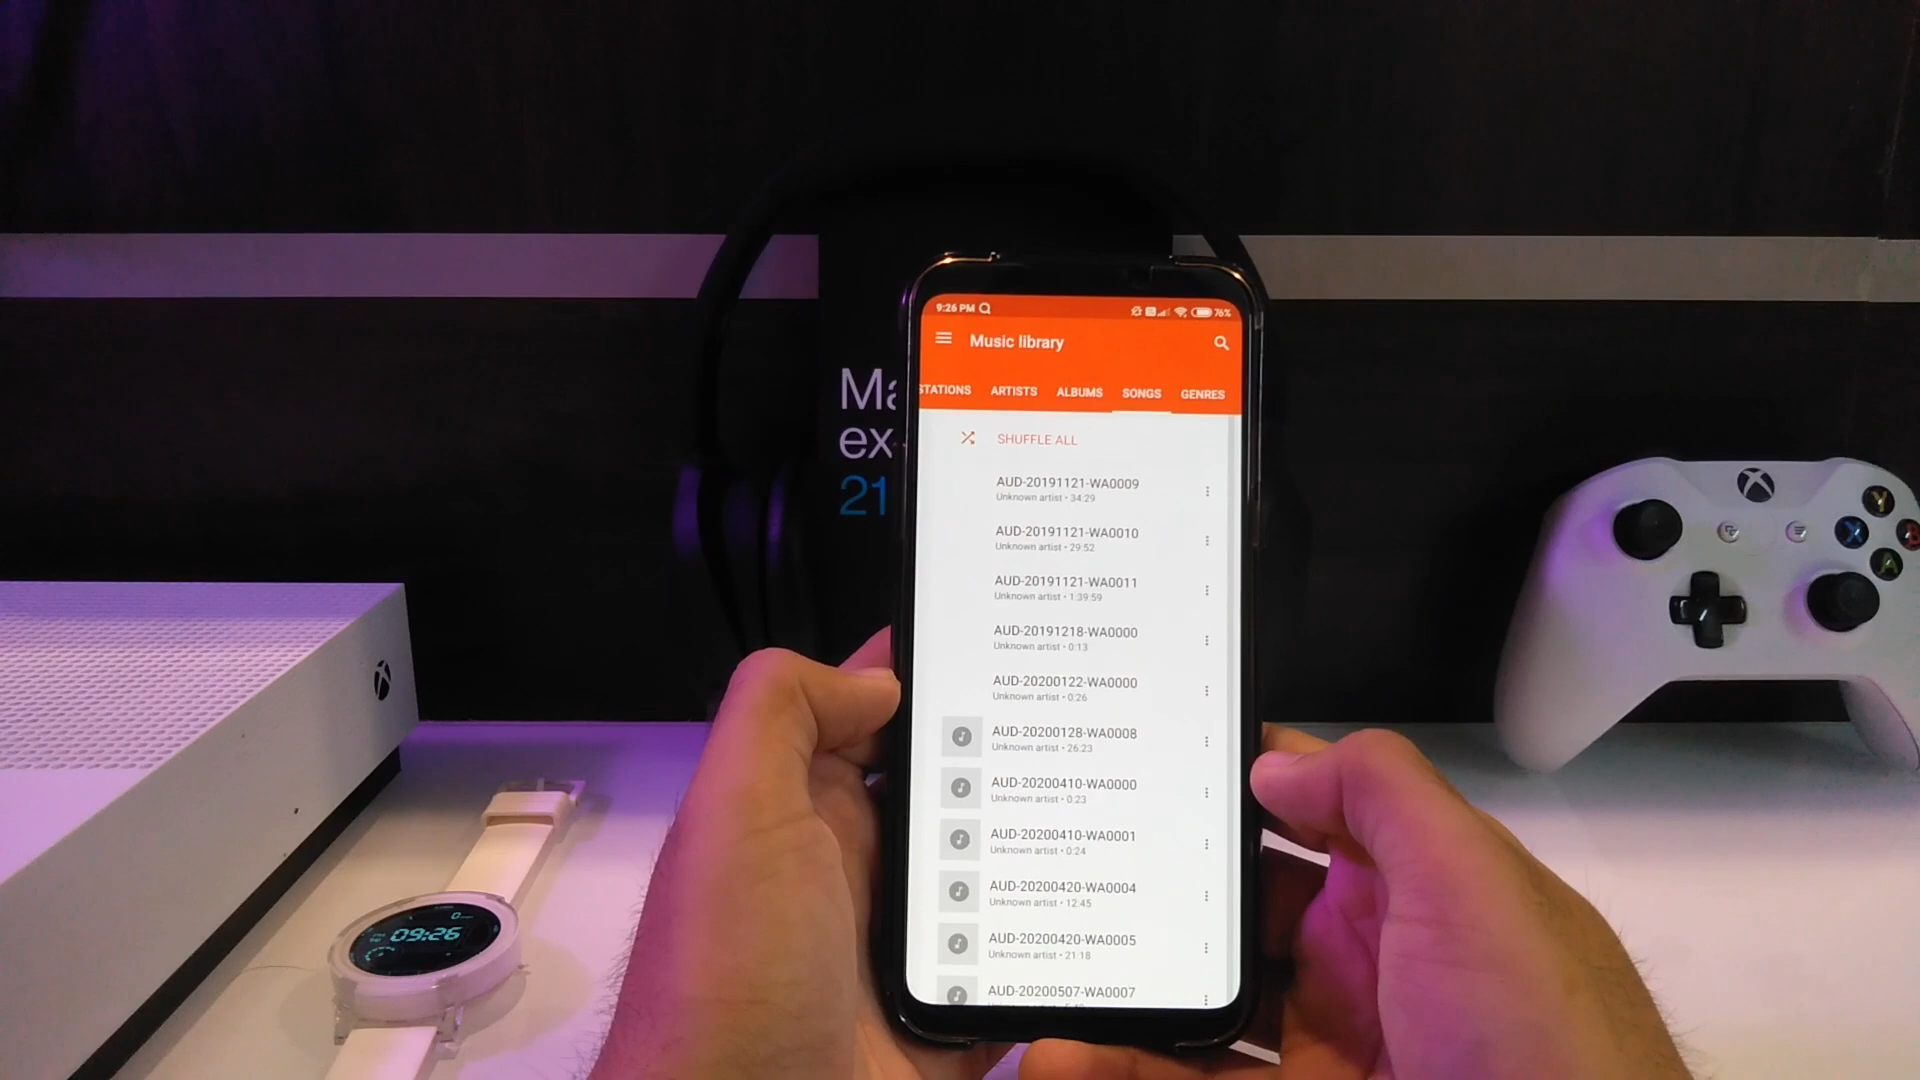 9:26 PM
76%
Music library
STATIONS ARTISTS ALBUMS SONGS GENRES
SHUFFLE ALL
AUD-20191121-WA0009
Unknown artist • 34:29
AUD-20191121-WA0010
Unknown artist • 29:52
AUD-20191121-WA0011
Unknown artist • 1:39:59
AUD-20191218-WA0000
Unknown artist • 0:13
AUD-20200122-WA0000
Unknown artist • 0:26
AUD-20200128-WA0008
Unknown artist • 26:23
AUD-20200410-WA0000
Unknown artist • 0:23
AUD-20200410-WA0001
Unknown artist • 0:24
AUD-20200420-WA0004
Unknown artist • 12:45
AUD-20200420-WA0005
Unknown artist • 21:18
AUD-20200507-WA0007
Ma
ex
21
0
09:26
Y
X
B
A